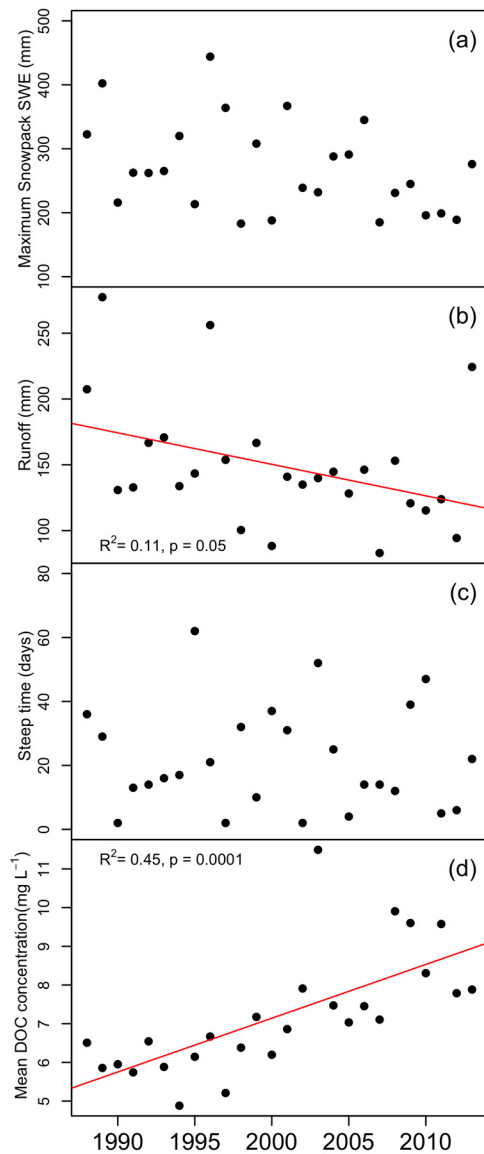 (a)
Maximum Snowpack SWE (mm)
500
400
300
200
100
(b)
Runoff (mm)
250
200
150
100
R²= 0.11, p = 0.05
(c)
Steep time (days)
80
60
40
20
0
R²= 0.45, p = 0.0001
(d)
Mean DOC concentration(mg L⁻¹)
11
10
9
8
7
6
5
1990 1995 2000 2005 2010